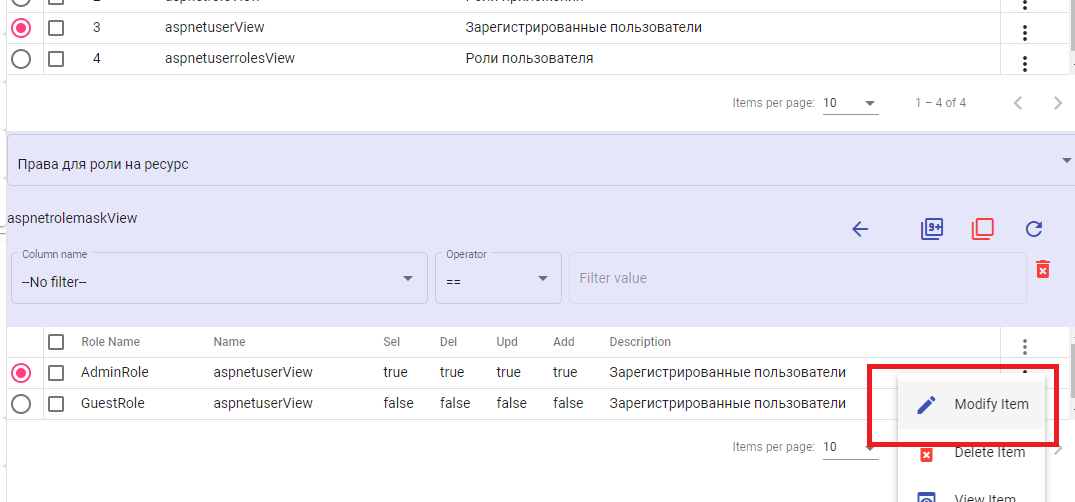 3 aspnetuserView Зарегистрированные пользователи
4 aspnetuserrolesView Роли пользователя
Items per page: 10 1 – 4 of 4
Права для роли на ресурс
aspnetrolemaskView
9+
Column name Operator
--No filter-- == Filter value
Role Name Name Sel Del Upd Add Description
AdminRole aspnetuserView true true true true Зарегистрированные пользователи
GuestRole aspnetuserView false false false false Зарегистрированные пользователи
Modify Item
Items per page: 10
Delete Item
View Item